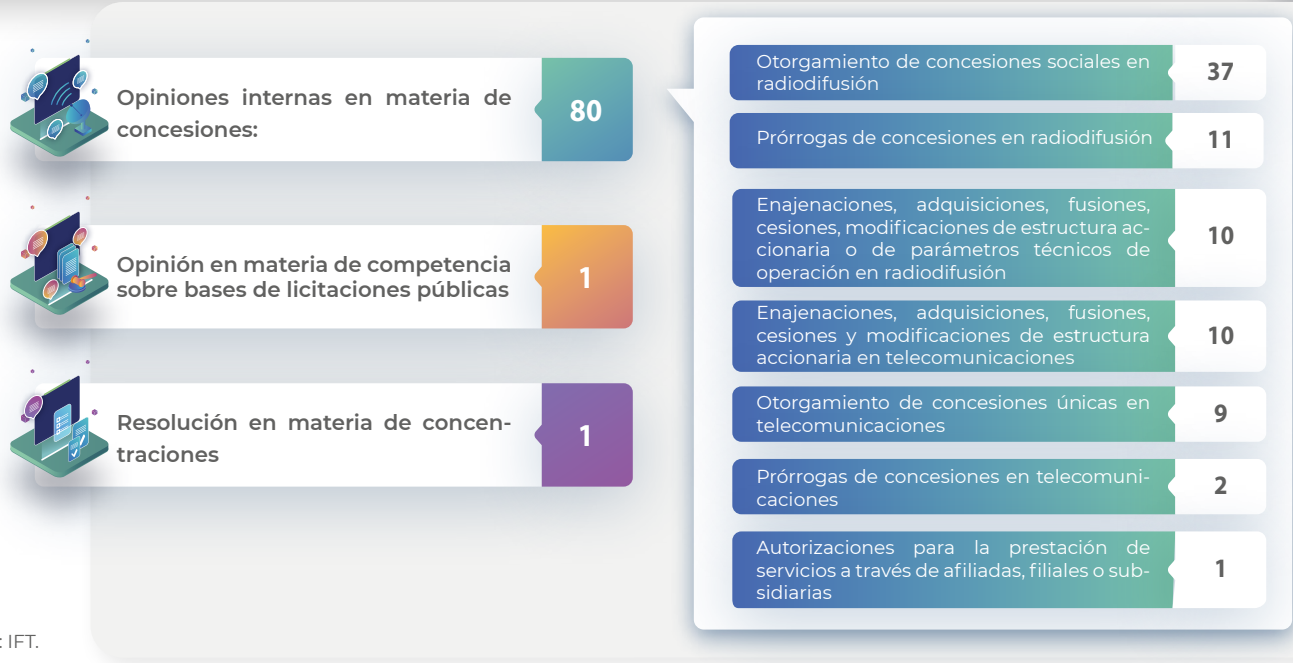 Opiniones internas en materia de
concesiones:
80
Opinión en materia de competencia
sobre bases de licitaciones públicas
1
Resolución en materia de concen-
traciones
1
Otorgamiento de concesiones sociales en
radiodifusión
37
Prórrogas de concesiones en radiodifusión
11
Enajenaciones, adquisiciones, fusiones,
cesiones, modificaciones de estructura ac-
cionaria o de parámetros técnicos de
operación en radiodifusión
10
Enajenaciones, adquisiciones, fusiones,
cesiones y modificaciones de estructura
accionaria en telecomunicaciones
10
Otorgamiento de concesiones únicas en
telecomunicaciones
9
Prórrogas de concesiones en telecomuni-
caciones
2
Autorizaciones para la prestación de
servicios a través de afiliadas, filiales o sub-
sidiarias
1
: IFT.